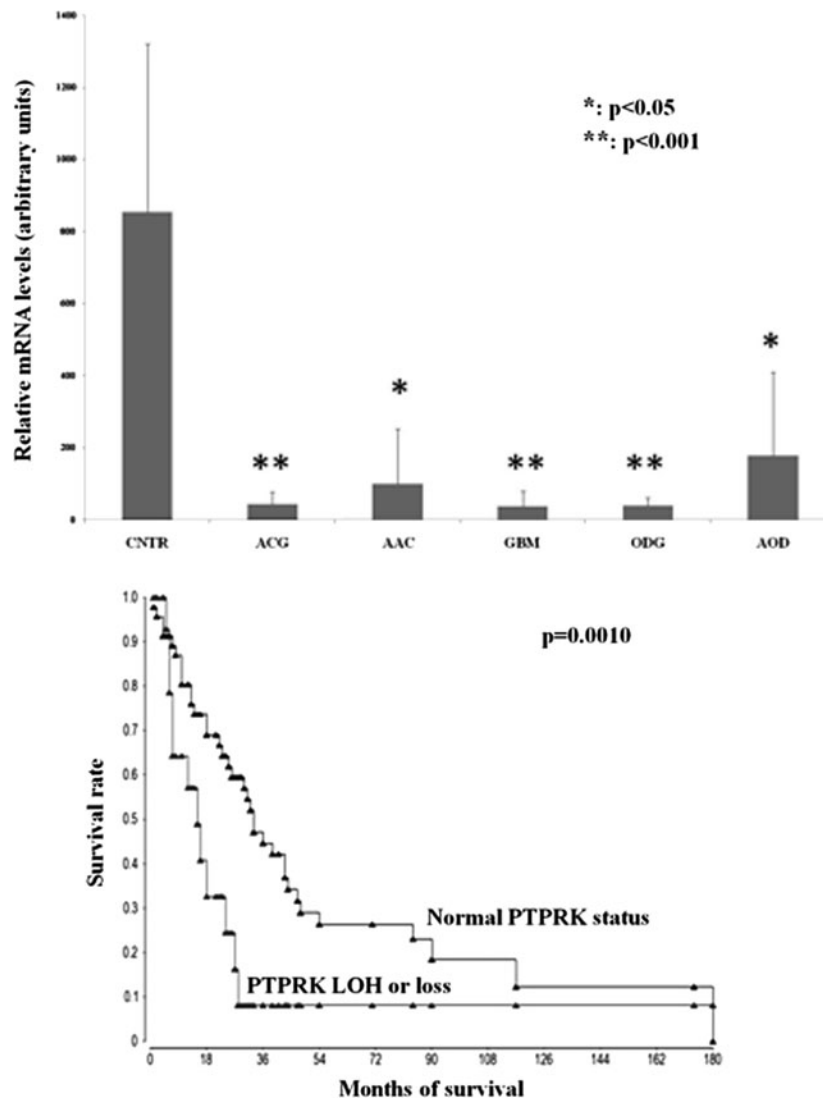 1400
1200
1000
800
600
400
200
0
Relative mRNA levels (arbitrary units)
*: p<0.05
**: p<0.001
**
*
**
**
*
CNTR ACG AAC GBM ODG AOD
1.0
0.9
0.8
0.7
0.6
0.5
0.4
0.3
0.2
0.1
0
Survival rate
p=0.0010
Normal PTPRK status
PTPRK LOH or loss
0 18 36 54 72 90 108 126 144 162 180
Months of survival